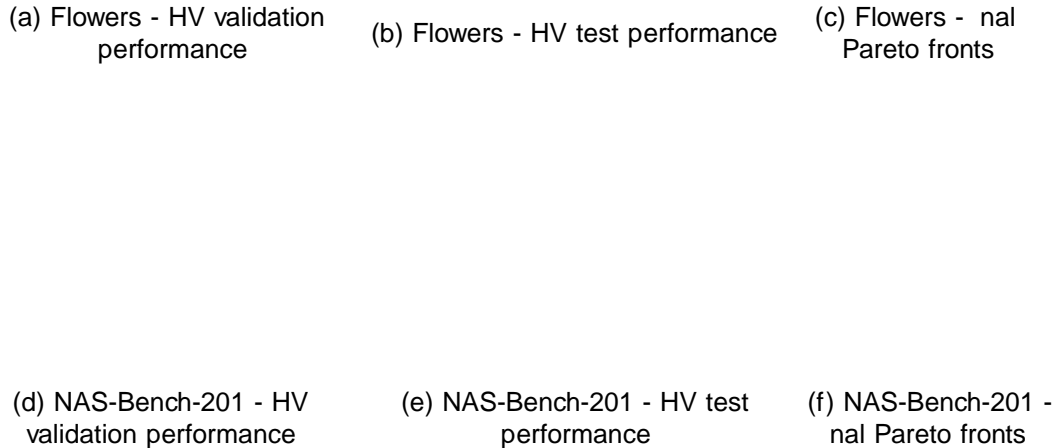 (a) Flowers - HV validation
performance
(b) Flowers - HV test performance
(c) Flowers - nal
Pareto fronts
(d) NAS-Bench-201 - HV
validation performance
(e) NAS-Bench-201 - HV test
performance
(f) NAS-Bench-201 -
nal Pareto fronts